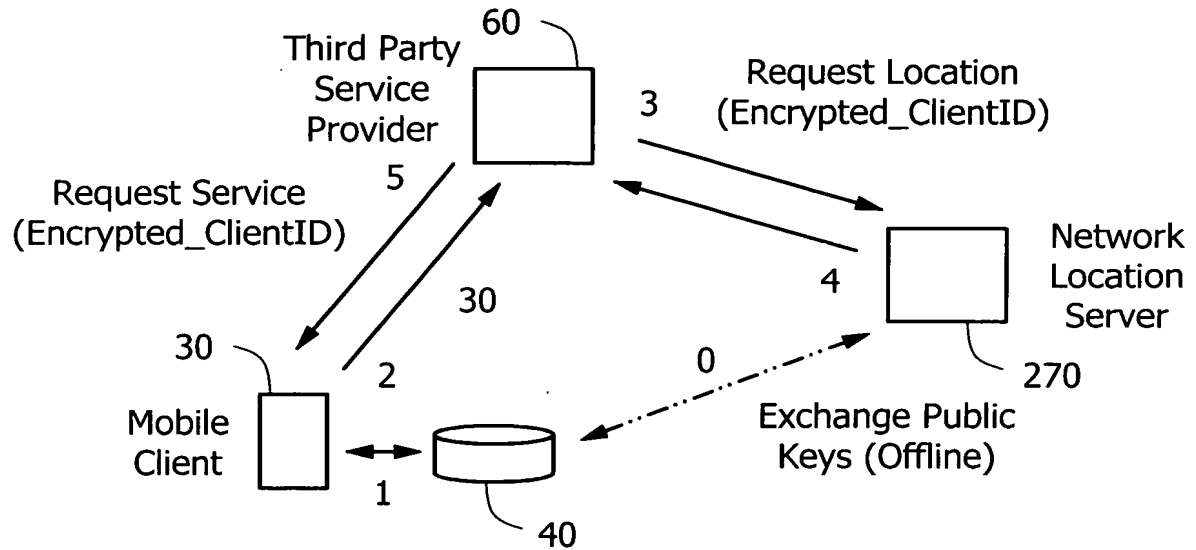 60
Third Party
Service
Provider
3
Request Location
(Encrypted_ClientID)
5
Request Service
(Encrypted_ClientID)
4
Network
Location
Server
30
30
2
0
270
Mobile
Client
Exchange Public
Keys (Offline)
1
40